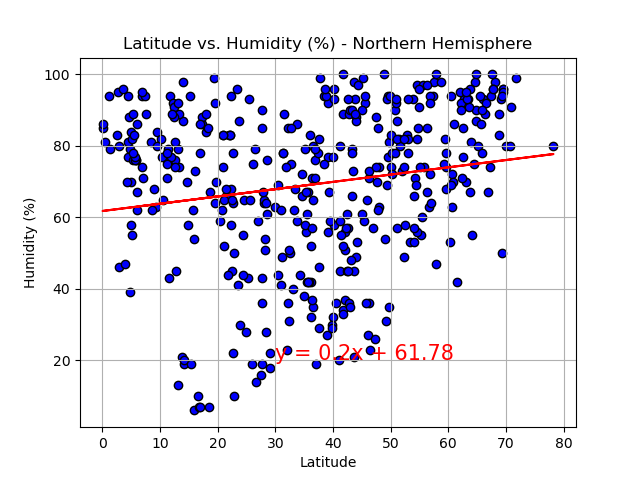 Latitude vs. Humidity (%) - Northern Hemisphere
Humidity (%)
100
80
60
40
20
y = 0.2x + 61.78
0 10 20 30 40 50 60 70 80
Latitude